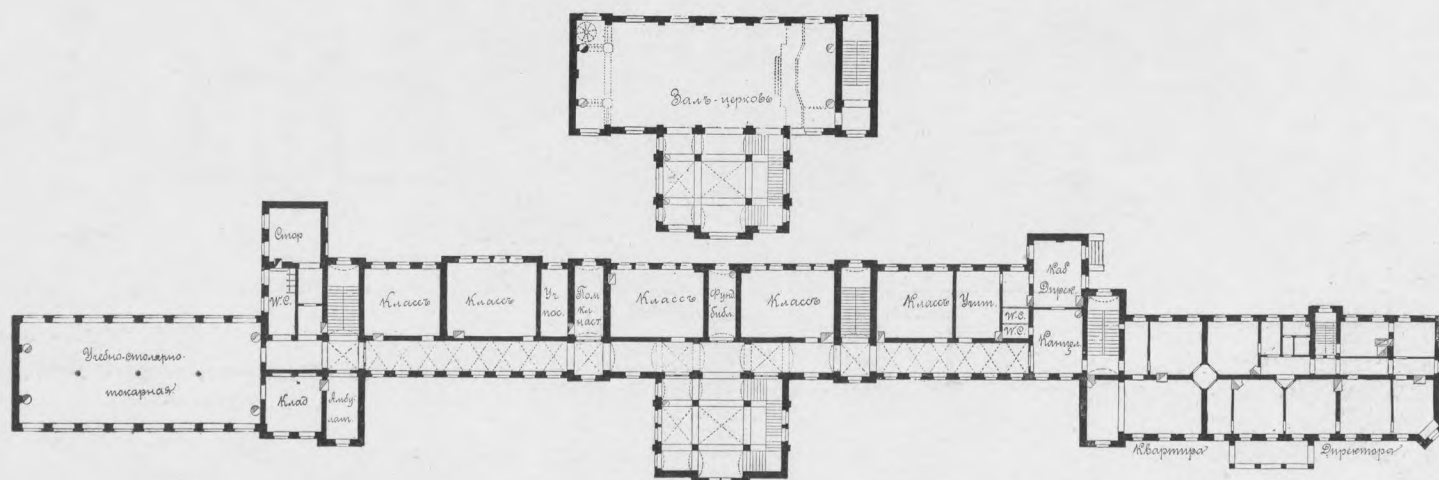 Залъ-церковь
Стор
W.C.
Классъ
Классъ
Уч.
пос.
Пом.
кл.
наст.
Классъ
Фунд.
библ.
Классъ
Классъ
Учит.
W.C.
W.C.
Каб
Дирек.
Канцел.
Учебно-столярно-
токарная
Клад
Амбу-
лат.
Квартира Директора